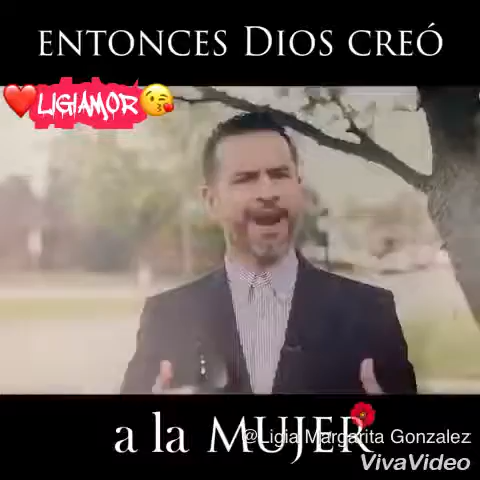 ENTONCES DIOS CREÓ
LIGIAMOR
a la MUJER
@Ligia Margarita Gonzalez
VivaVideo